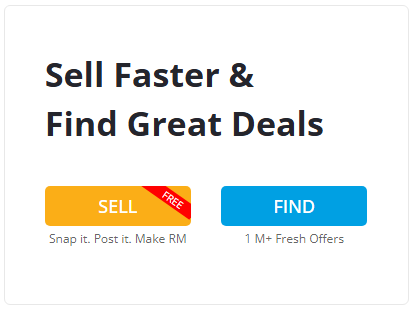 Sell Faster &
Find Great Deals
SELL
FREE
FIND
Snap it. Post it. Make RM
1 M+ Fresh Offers